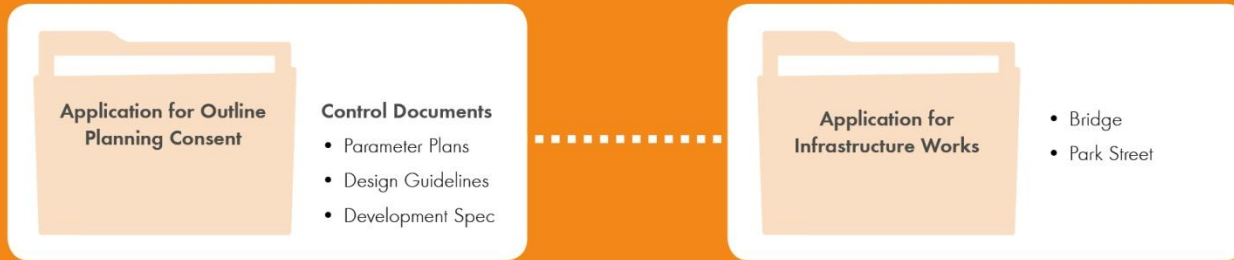 Application for Outline
Planning Consent
Control Documents
• Parameter Plans
• Design Guidelines
• Development Spec
Application for
Infrastructure Works
• Bridge
• Park Street